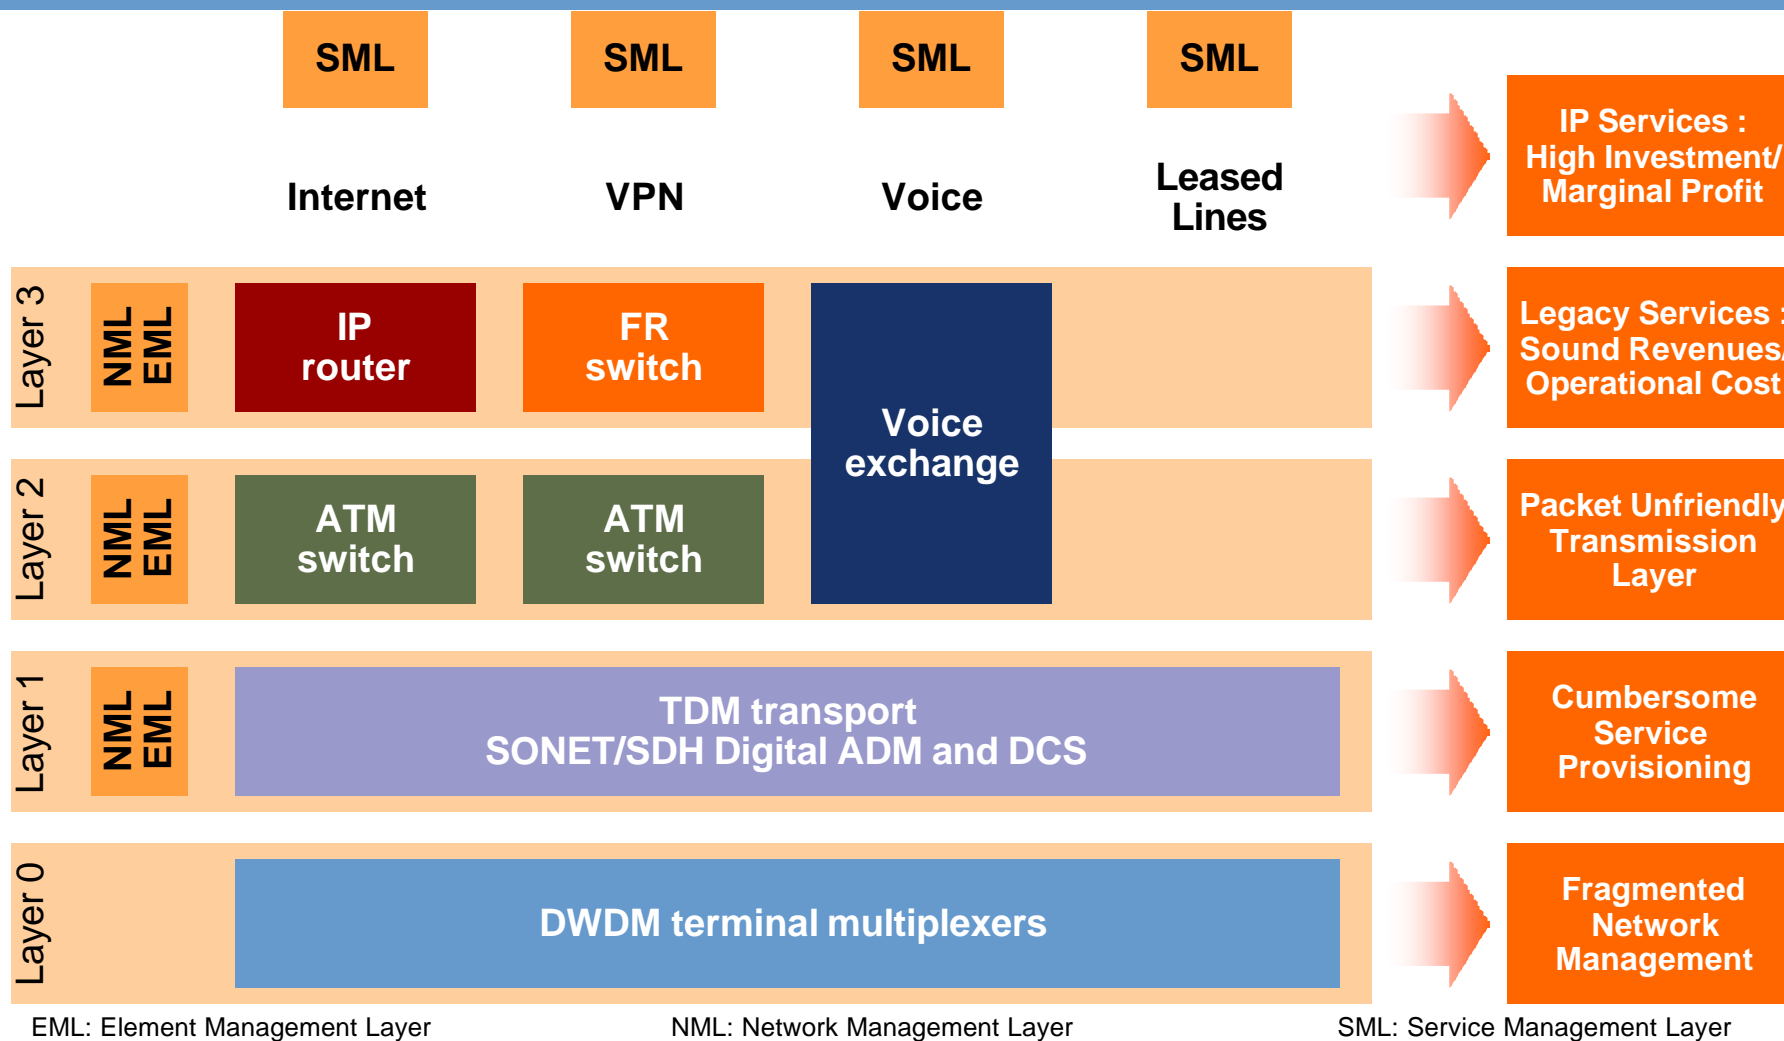 SML
SML
SML
SML
Internet
VPN
Voice
Leased
Lines
IP Services :
High Investment/
Marginal Profit
Layer 3
NML
EML
IP
router
FR
switch
Voice
exchange
Legacy Services :
Sound Revenues/
Operational Cost
Layer 2
NML
EML
ATM
switch
ATM
switch
Packet Unfriendly
Transmission
Layer
Layer 1
NML
EML
TDM transport
SONET/SDH Digital ADM and DCS
Cumbersome
Service
Provisioning
Layer 0
DWDM terminal multiplexers
Fragmented
Network
Management
EML: Element Management Layer
NML: Network Management Layer
SML: Service Management Layer